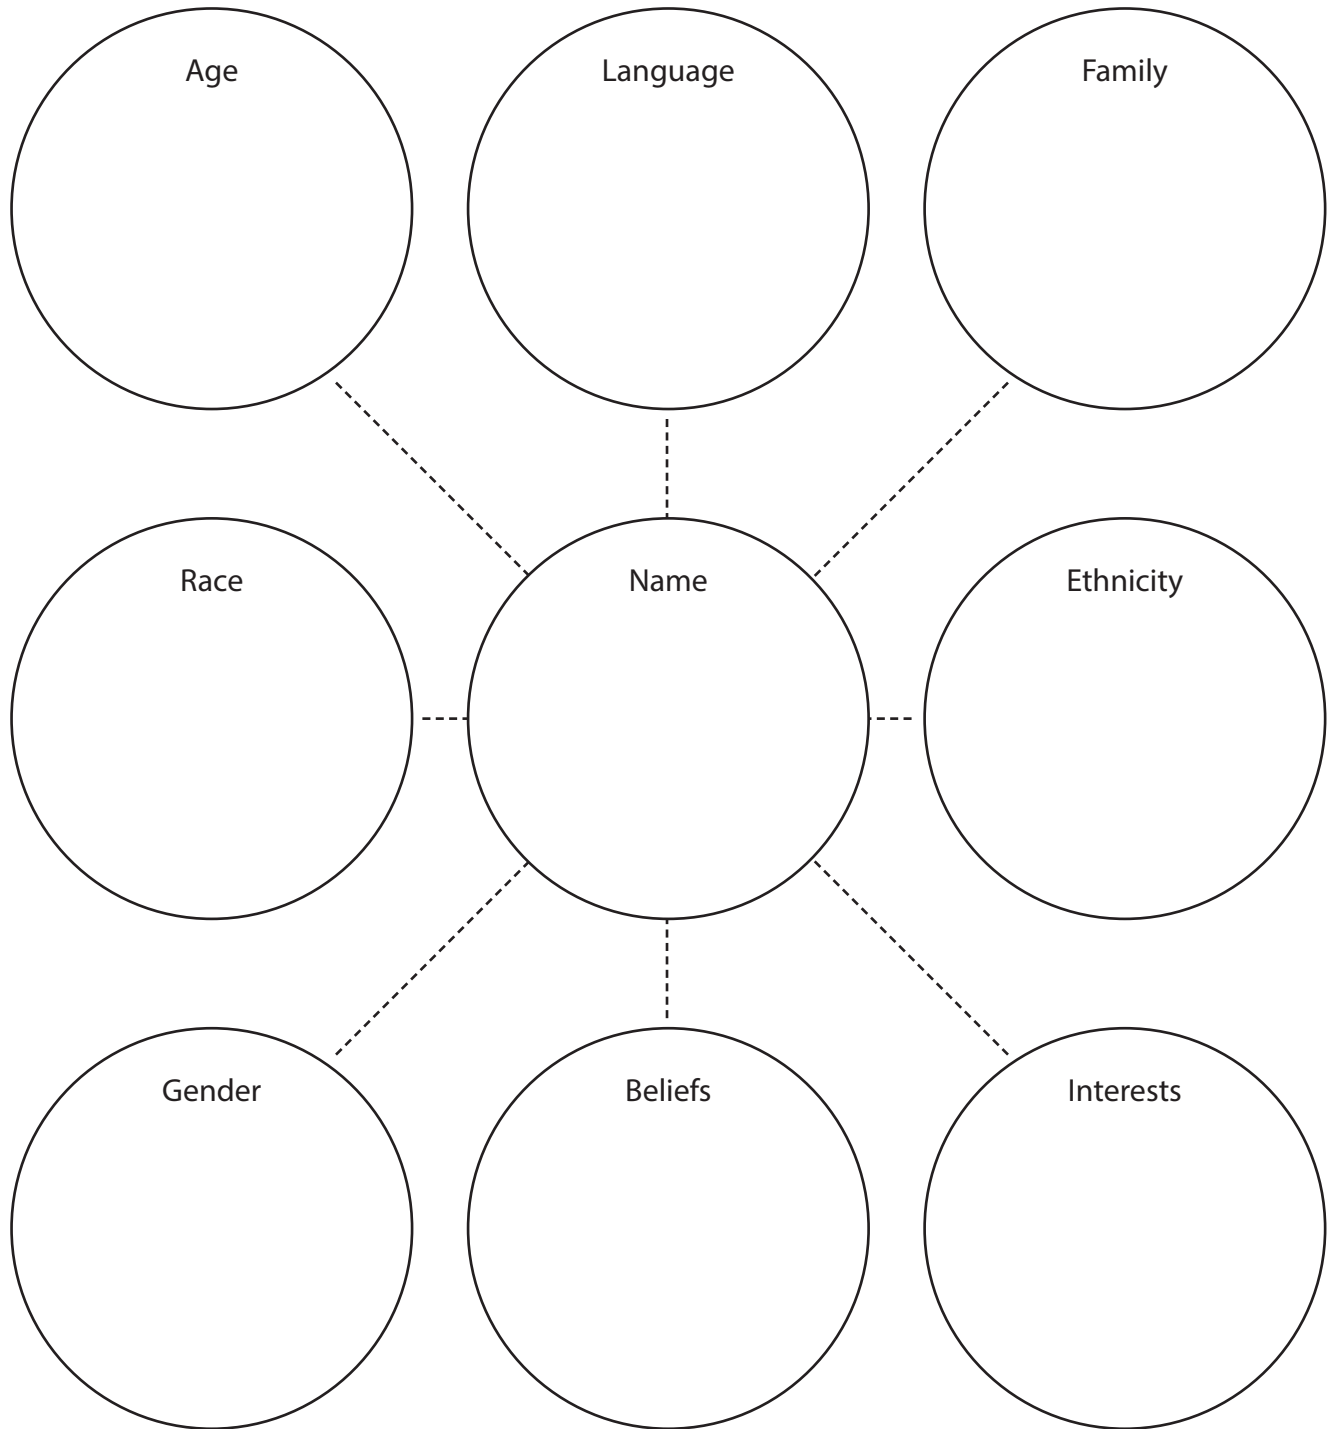 Age
Language
Family
Race
Name
Ethnicity
Gender
Beliefs
Interests